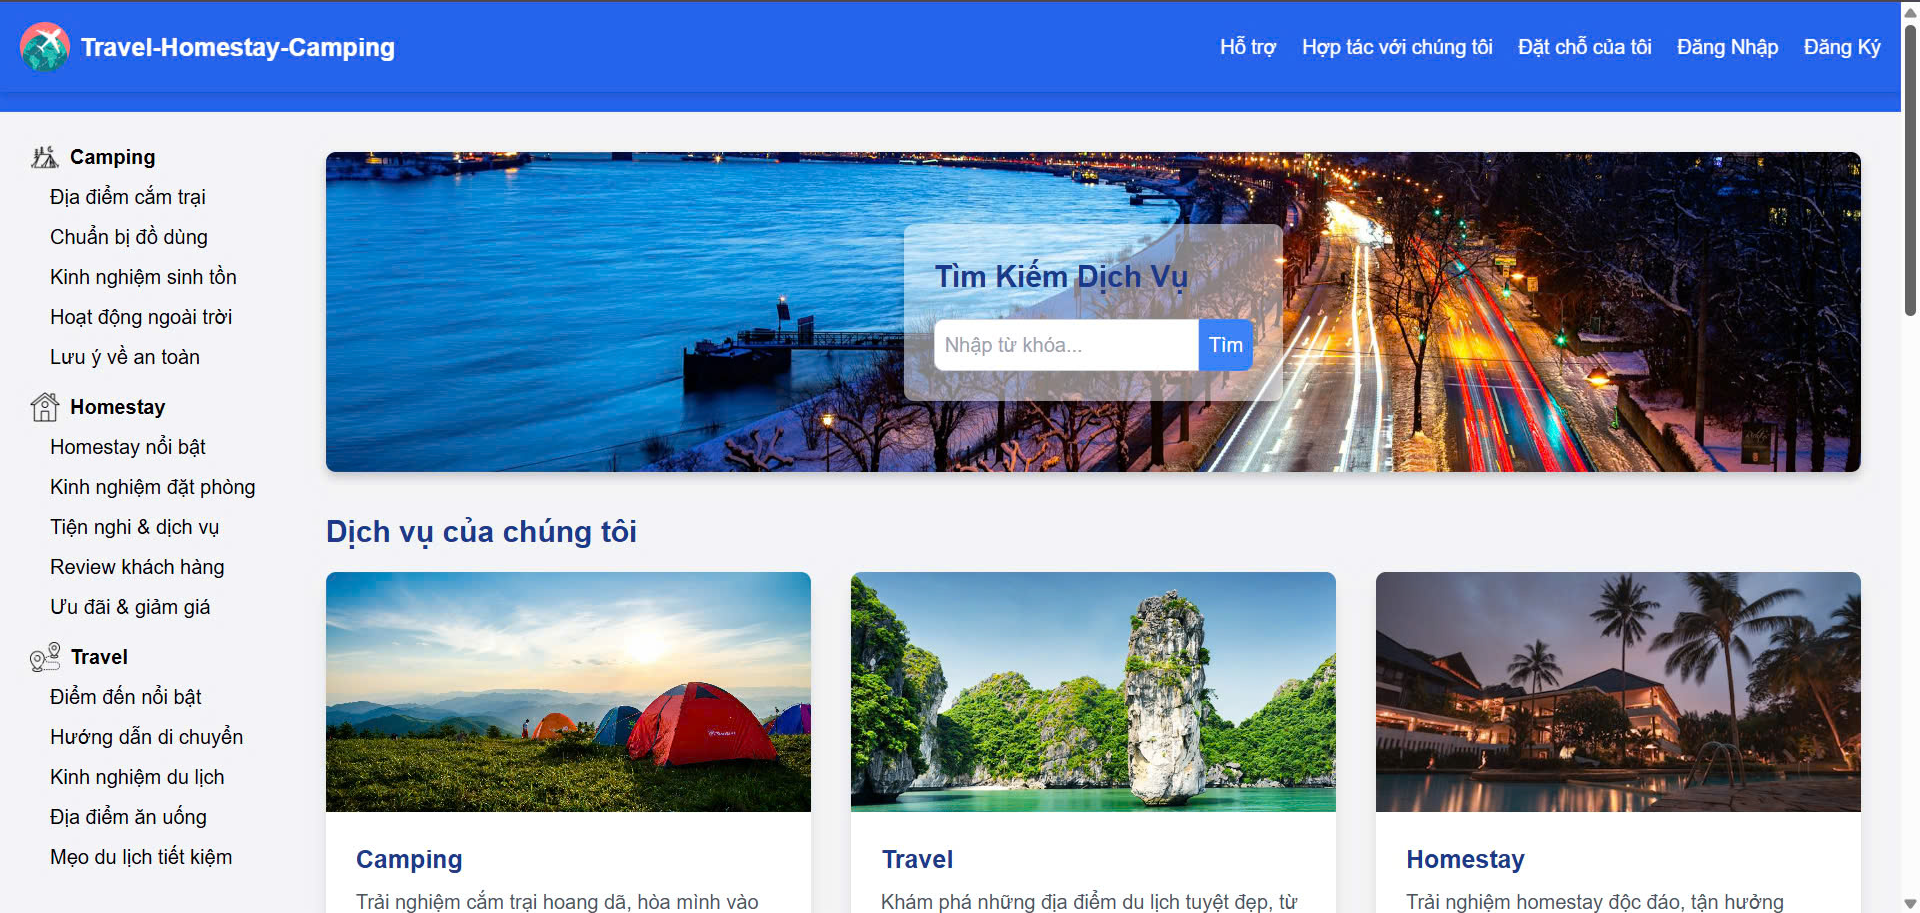 Travel-Homestay-Camping
Hỗ trợ
Hợp tác với chúng tôi
Đặt chỗ của tôi
Đăng Nhập
Đăng Ký
Camping
Địa điểm cắm trại
Chuẩn bị đồ dùng
Kinh nghiệm sinh tồn
Hoạt động ngoài trời
Lưu ý về an toàn
Homestay
Homestay nổi bật
Kinh nghiệm đặt phòng
Tiện nghi & dịch vụ
Review khách hàng
Ưu đãi & giảm giá
Travel
Điểm đến nổi bật
Hướng dẫn di chuyển
Kinh nghiệm du lịch
Địa điểm ăn uống
Mẹo du lịch tiết kiệm
Tìm Kiếm Dịch Vụ
Nhập từ khóa...
Tìm
Dịch vụ của chúng tôi
Camping
Trải nghiệm cắm trại hoang dã, hòa mình vào
Travel
Khám phá những địa điểm du lịch tuyệt đẹp, từ
Homestay
Trải nghiệm homestay độc đáo, tận hưởng